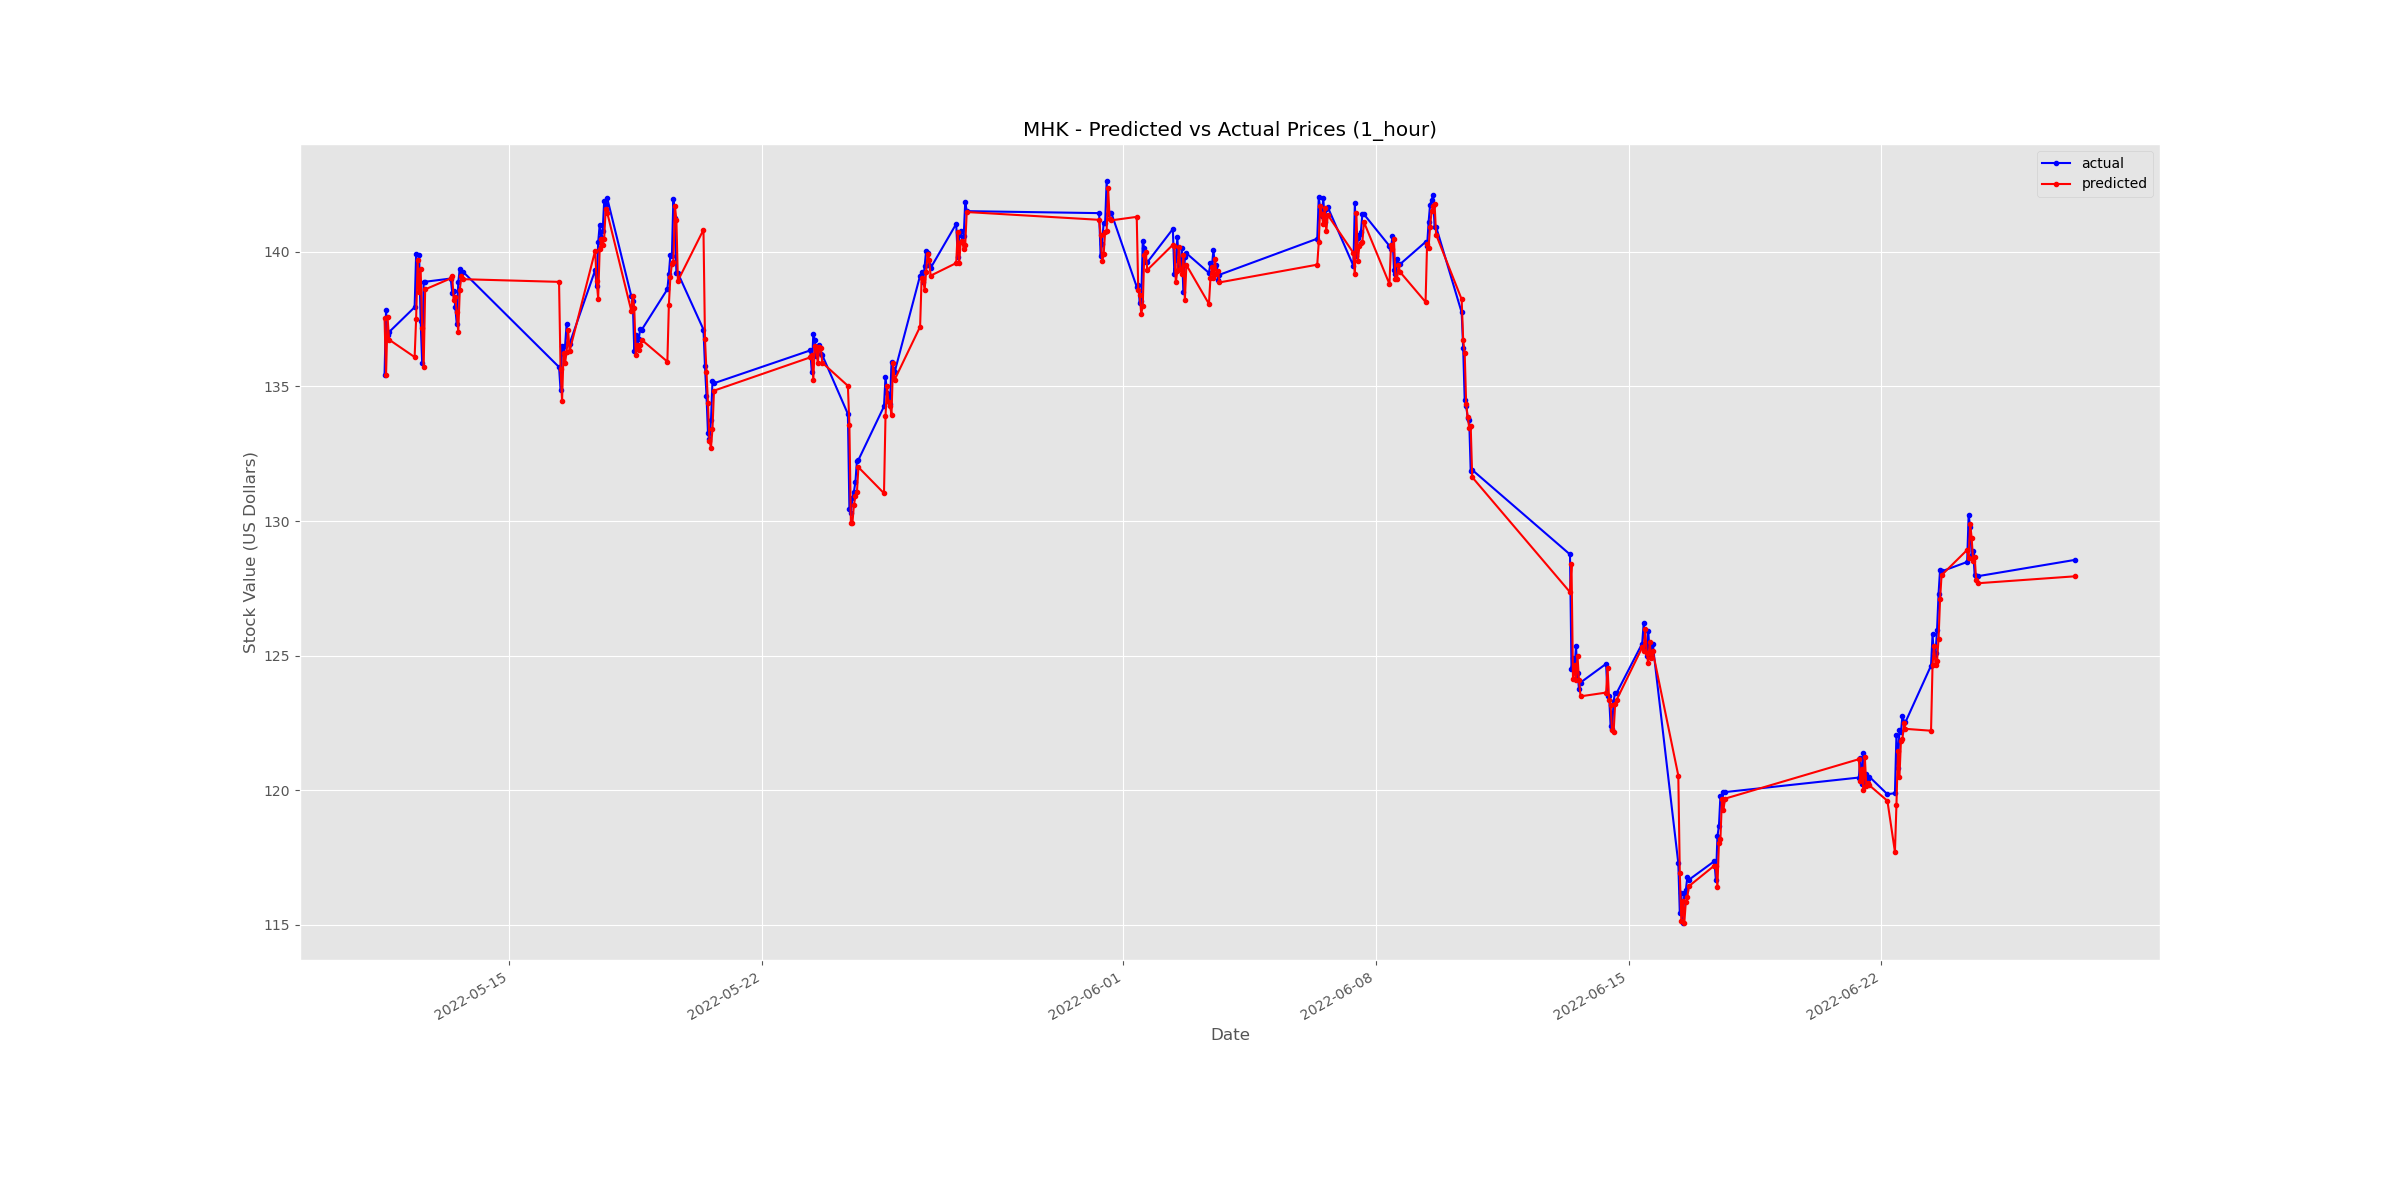 MHK - Predicted vs Actual Prices (1_hour)
actual
predicted
Stock Value (US Dollars)
140
135
130
125
120
115
2022-05-15
2022-05-22
2022-06-01
2022-06-08
2022-06-15
2022-06-22
Date